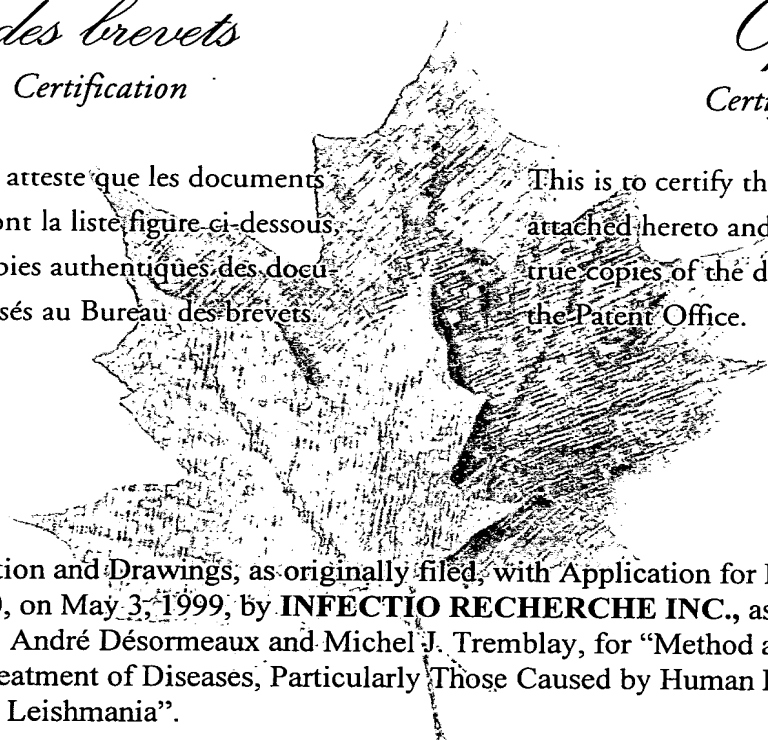 des brevets
Certification
Certi
atteste que les documents
ont la liste figure ci-dessous,
pies authentiques des docu-
sés au Bureau des brevets.
This is to certify th
attached hereto and
true copies of the d
the Patent Office.
tion and Drawings, as originally filed, with Application for
, on May 3, 1999, by INFECTIO RECHERCHE INC., as
André Désormeaux and Michel J. Tremblay, for “Method a
eatment of Diseases, Particularly Those Caused by Human
Leishmania”.